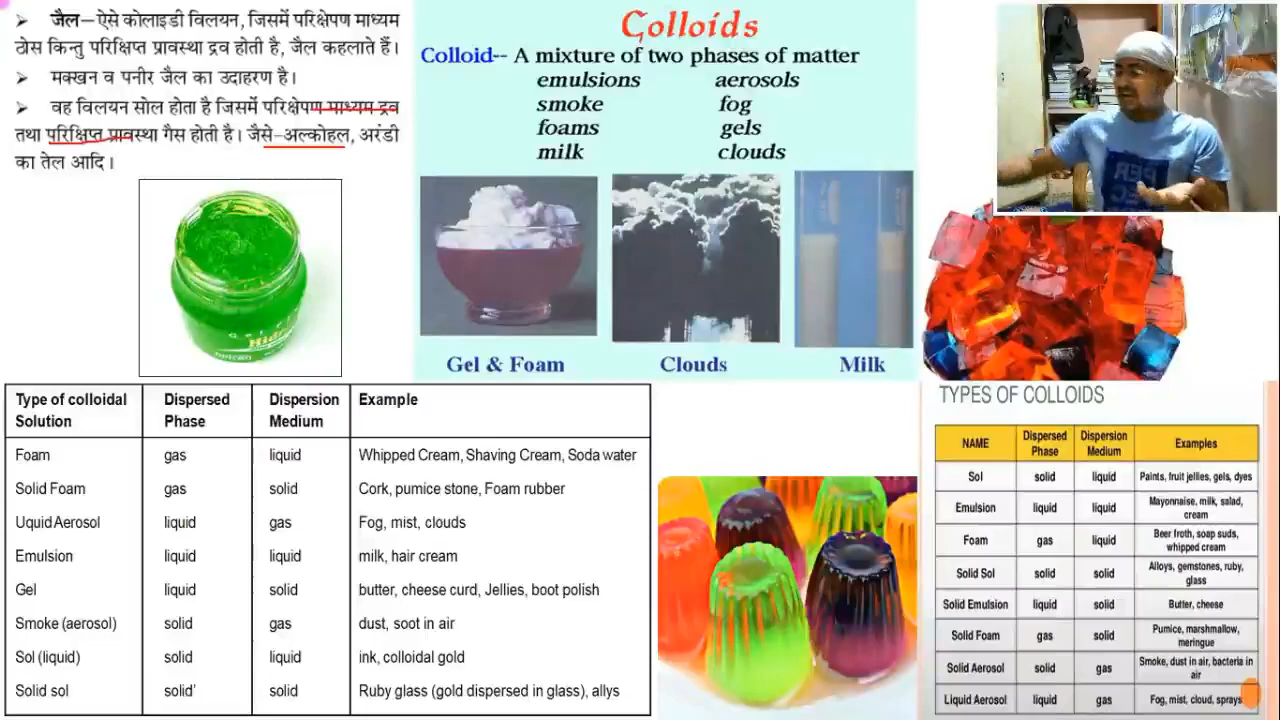 ➢ जैल– ऐसे कोलाइडी विलयन, जिसमें परिक्षेपण माध्यम
ठोस किन्तु परिक्षिप्त प्रावस्था द्रव होती है, जैल कहलाते हैं।
➢ मक्खन व पनीर जैल का उदाहरण है।
➢ वह विलयन सोल होता है जिसमें परिक्षेपण माध्यम द्रव
तथा परिक्षिप्त प्रावस्था गैस होती है। जैसे–अल्कोहल, अरंडी
का तेल आदि।
Colloids
Colloid-- A mixture of two phases of matter
emulsions aerosols
smoke fog
foams gels
milk clouds
Gel & Foam Clouds Milk
Type of colloidal Solution Dispersed Phase Dispersion Medium Example
Foam gas liquid Whipped Cream, Shaving Cream, Soda water
Solid Foam gas solid Cork, pumice stone, Foam rubber
Uquid Aerosol liquid gas Fog, mist, clouds
Emulsion liquid liquid milk, hair cream
Gel liquid solid butter, cheese curd, Jellies, boot polish
Smoke (aerosol) solid gas dust, soot in air
Sol (liquid) solid liquid ink, colloidal gold
Solid sol solid' solid Ruby glass (gold dispersed in glass), allys
TYPES OF COLLOIDS
NAME Dispersed Phase Dispersion Medium Examples
Sol solid liquid Paints, fruit jellies, gels, dyes
Emulsion liquid liquid Mayonnaise, milk, salad, cream
Foam gas liquid Beer froth, soap suds, whipped cream
Solid Sol solid solid Alloys, gemstones, ruby, glass
Solid Emulsion liquid solid Butter, cheese
Solid Foam gas solid Pumice, marshmallow, meringue
Solid Aerosol solid gas Smoke, dust in air, bacteria in air
Liquid Aerosol liquid gas Fog, mist, cloud, sprays